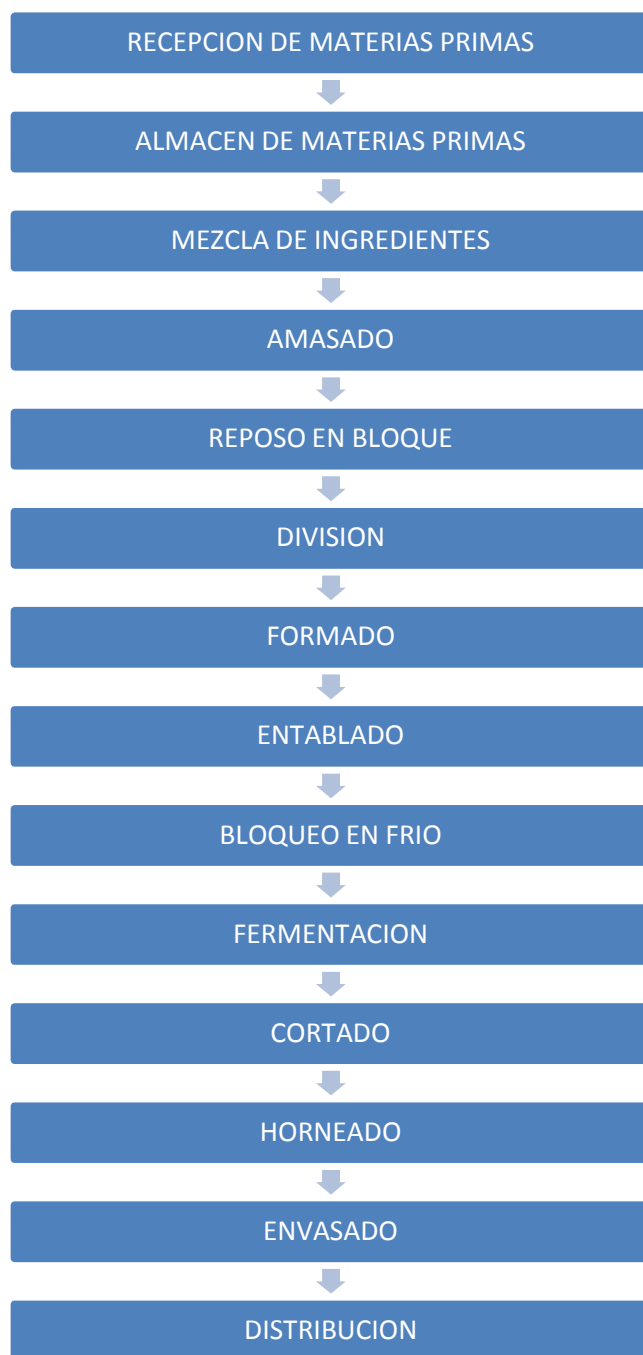 RECEPCION DE MATERIAS PRIMAS
ALMACEN DE MATERIAS PRIMAS
MEZCLA DE INGREDIENTES
AMASADO
REPOSO EN BLOQUE
DIVISION
FORMADO
ENTABLADO
BLOQUEO EN FRIO
FERMENTACION
CORTADO
HORNEADO
ENVASADO
DISTRIBUCION